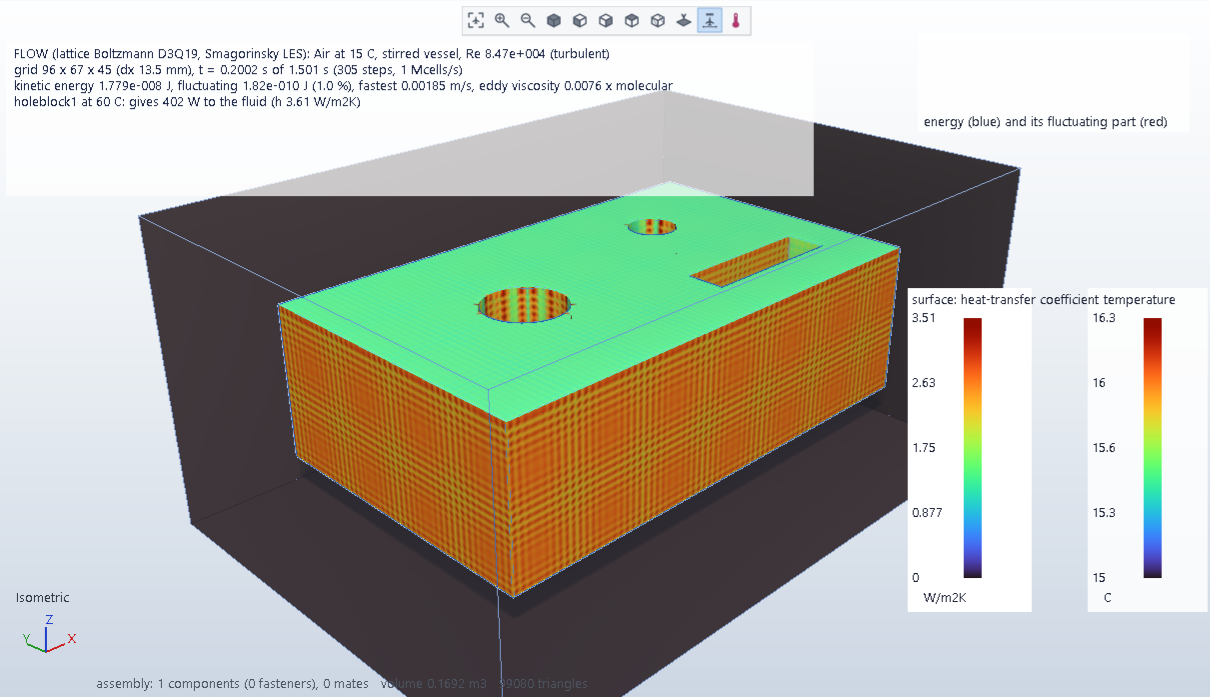 FLOW (lattice Boltzmann D3Q19, Smagorinsky LES): Air at 15 C, stirred vessel, Re 8.47e+004 (turbulent)
grid 96 x 67 x 45 (dx 13.5 mm), t = 0.2002 s of 1.501 s (305 steps, 1 Mcells/s)
kinetic energy 1.779e-008 J, fluctuating 1.82e-010 J (1.0 %), fastest 0.00185 m/s, eddy viscosity 0.0076 x molecular
holeblock1 at 60 C: gives 402 W to the fluid (h 3.61 W/m2K)
energy (blue) and its fluctuating part (red)
surface: heat-transfer coefficient temperature
3.51 16.3
2.63 16
1.75 15.6
0.877 15.3
0 15
W/m2K C
Isometric
Z
Y X
assembly: 1 components (0 fasteners), 0 mates volume 0.1692 m3 99080 triangles